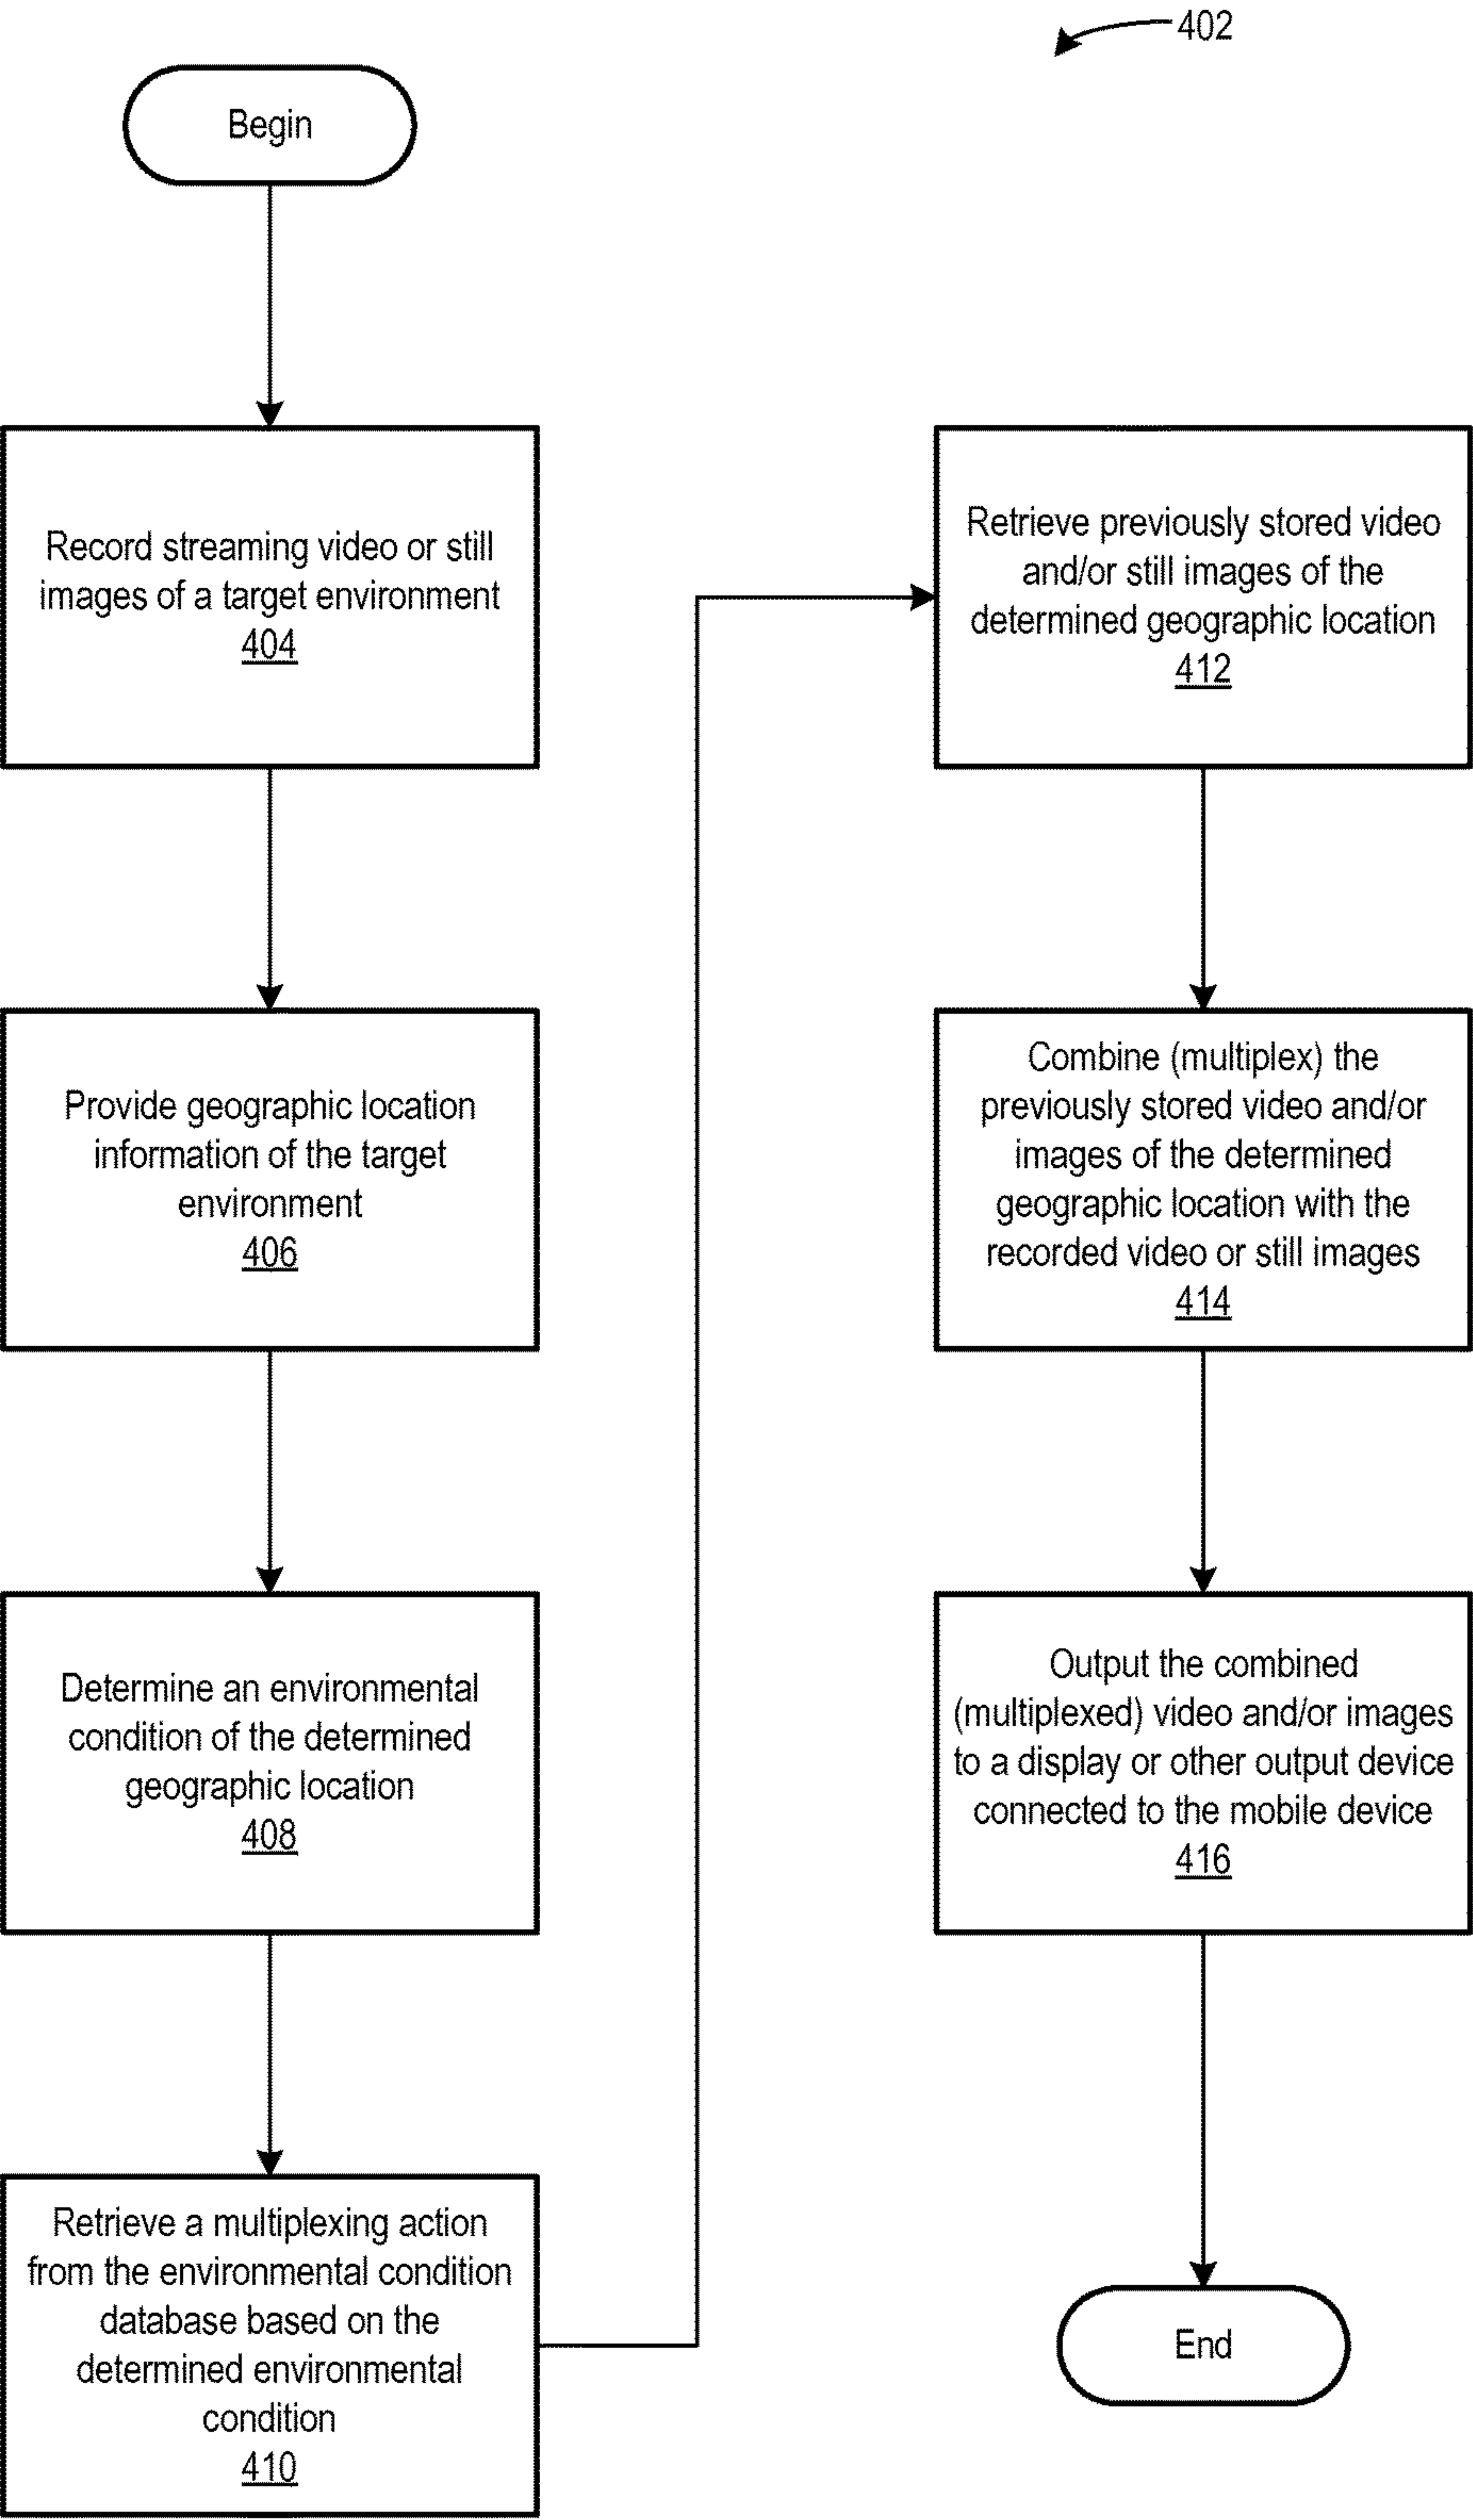 402
Begin
Record streaming video or still
images of a target environment
404
Provide geographic location
information of the target
environment
406
Determine an environmental
condition of the determined
geographic location
408
Retrieve a multiplexing action
from the environmental condition
database based on the
determined environmental
condition
410
Retrieve previously stored video
and/or still images of the
determined geographic location
412
Combine (multiplex) the
previously stored video and/or
images of the determined
geographic location with the
recorded video or still images
414
Output the combined
(multiplexed) video and/or images
to a display or other output device
connected to the mobile device
416
End